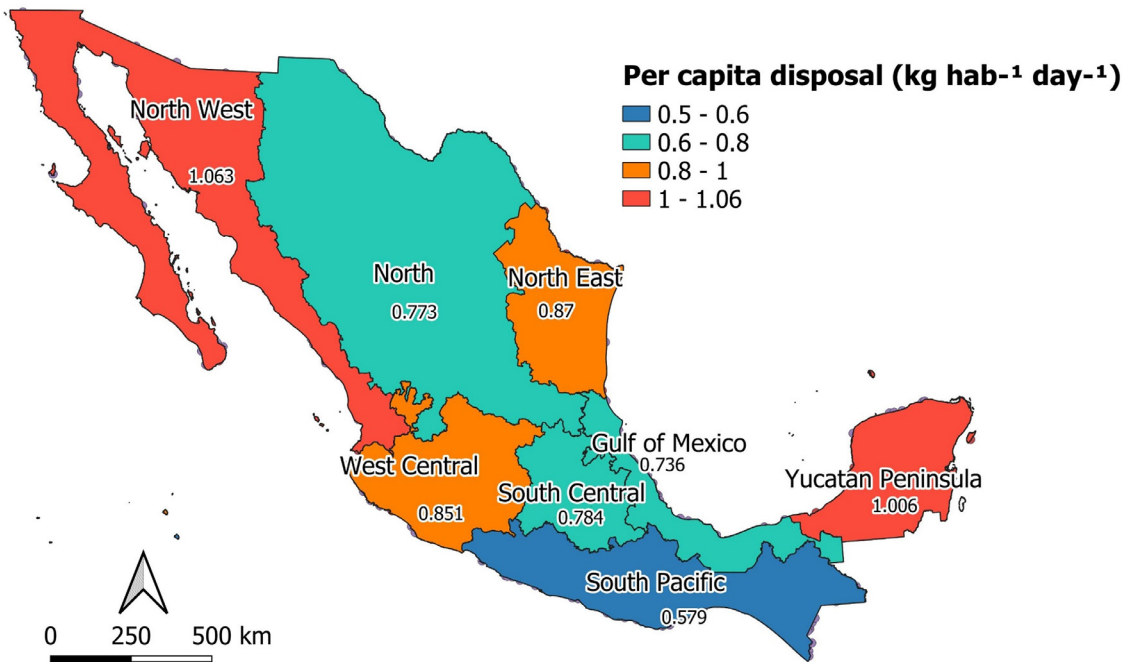 Per capita disposal (kg hab-¹ day-¹)
0.5 - 0.6
0.6 - 0.8
0.8 - 1
1 - 1.06
North West
1.063
North
0.773
North East
0.87
Gulf of Mexico
0.736
West Central
0.851
South Central
0.784
Yucatan Peninsula
1.006
South Pacific
0.579
0 250 500 km